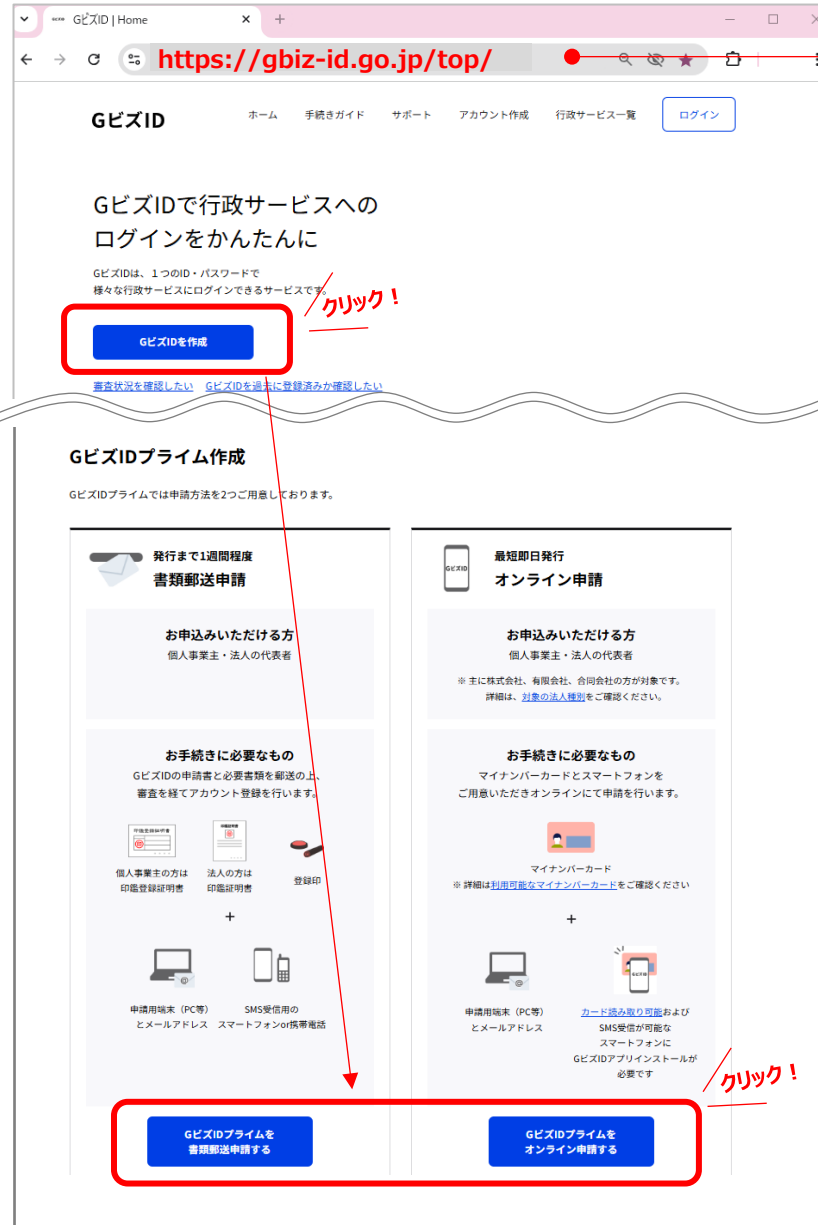 GビズID | Home
https://gbiz-id.go.jp/top/
GビズID
ホーム 手続きガイド サポート アカウント作成 行政サービス一覧 ログイン
GビズIDで行政サービスへの
ログインをかんたんに
GビズIDは、１つのID・パスワードで
様々な行政サービスにログインできるサービスです。
クリック！
GビズIDを作成
審査状況を確認したい GビズIDを過去に登録済みか確認したい
GビズIDプライム作成
GビズIDプライムでは申請方法を2つご用意しております。
発行まで1週間程度
書類郵送申請
お申込みいただける方
個人事業主・法人の代表者
お手続きに必要なもの
GビズIDの申請書と必要書類を郵送の上、
審査を経てアカウント登録を行います。
印鑑登録証明書
印鑑証明書
個人事業主の方は
印鑑登録証明書
法人の方は
印鑑証明書
登録印
+
申請用端末（PC等）
とメールアドレス
SMS受信用の
スマートフォンor携帯電話
GビズIDプライムを
書類郵送申請する
GビズID
最短即日発行
オンライン申請
お申込みいただける方
個人事業主・法人の代表者
※ 主に株式会社、有限会社、合同会社の方が対象です。
詳細は、対象の法人種別をご確認ください。
お手続きに必要なもの
マイナンバーカードとスマートフォンを
ご用意いただきオンラインにて申請を行います。
マイナンバーカード
※ 詳細は利用可能なマイナンバーカードをご確認ください
+
申請用端末（PC等）
とメールアドレス
GビズID
カード読み取り可能および
SMS受信が可能な
スマートフォンに
GビズIDアプリインストールが
必要です
クリック！
GビズIDプライムを
オンライン申請する